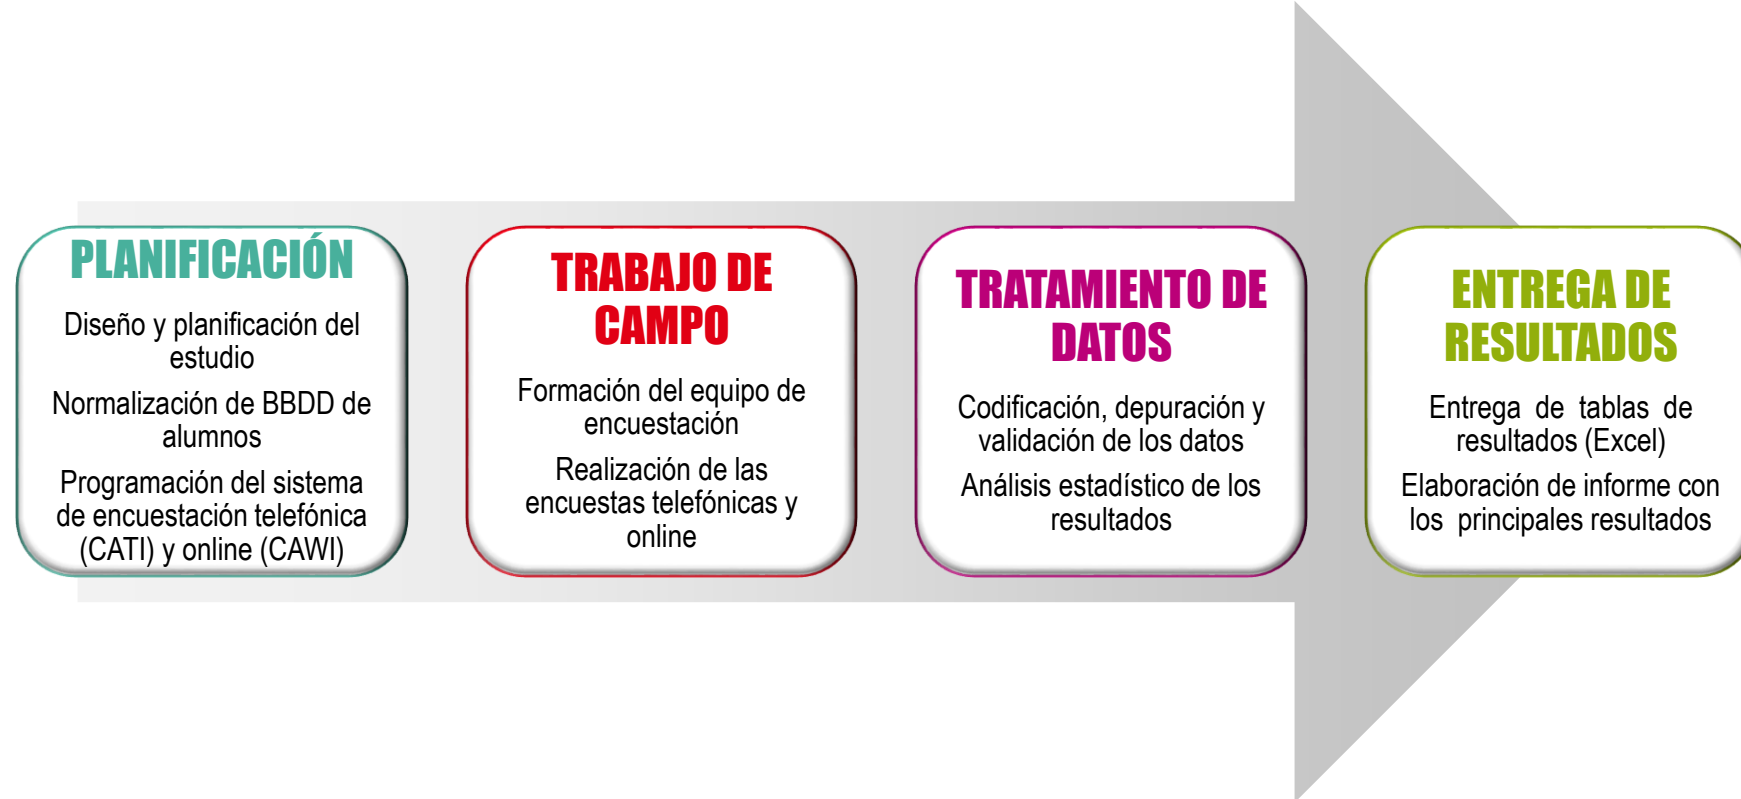 PLANIFICACIÓN
Diseño y planificación del
estudio
Normalización de BBDD de
alumnos
Programación del sistema
de encuestación telefónica
(CATI) y online (CAWI)
TRABAJO DE
CAMPO
Formación del equipo de
encuestación
Realización de las
encuestas telefónicas y
online
TRATAMIENTO DE
DATOS
Codificación, depuración y
validación de los datos
Análisis estadístico de los
resultados
ENTREGA DE
RESULTADOS
Entrega de tablas de
resultados (Excel)
Elaboración de informe con
los principales resultados